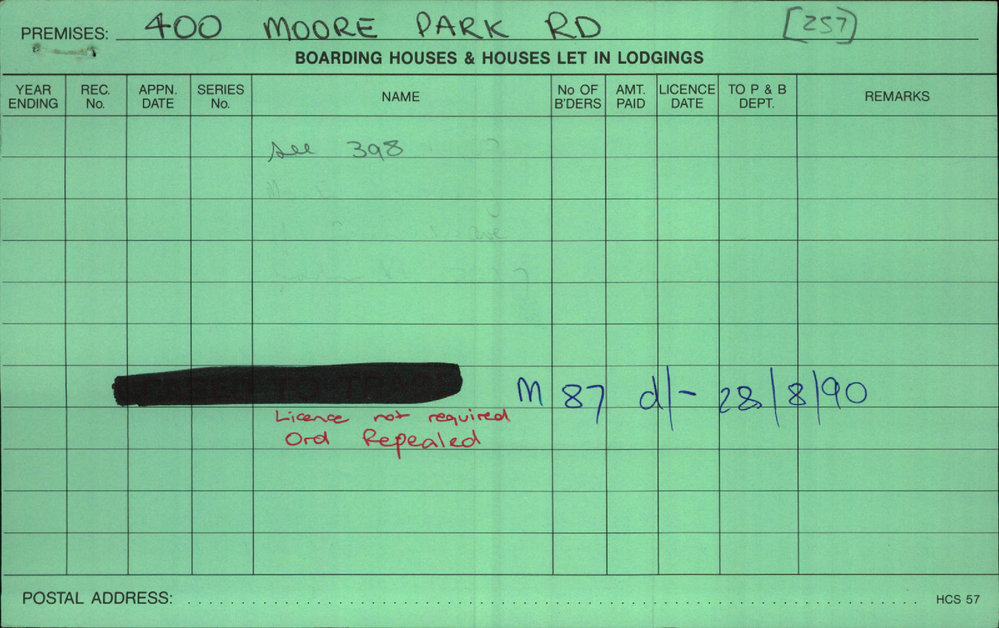 PREMISES: 400 MOORE PARK RD [257]
BOARDING HOUSES & HOUSES LET IN LODGINGS
YEAR ENDING REC. No. APPN. DATE SERIES No. NAME No OF B'DERS AMT. PAID LICENCE DATE TO P & B DEPT. REMARKS
see 398
M 87 d/- 28/8/90
Licence not required
Ord Repealed
POSTAL ADDRESS: HCS 57